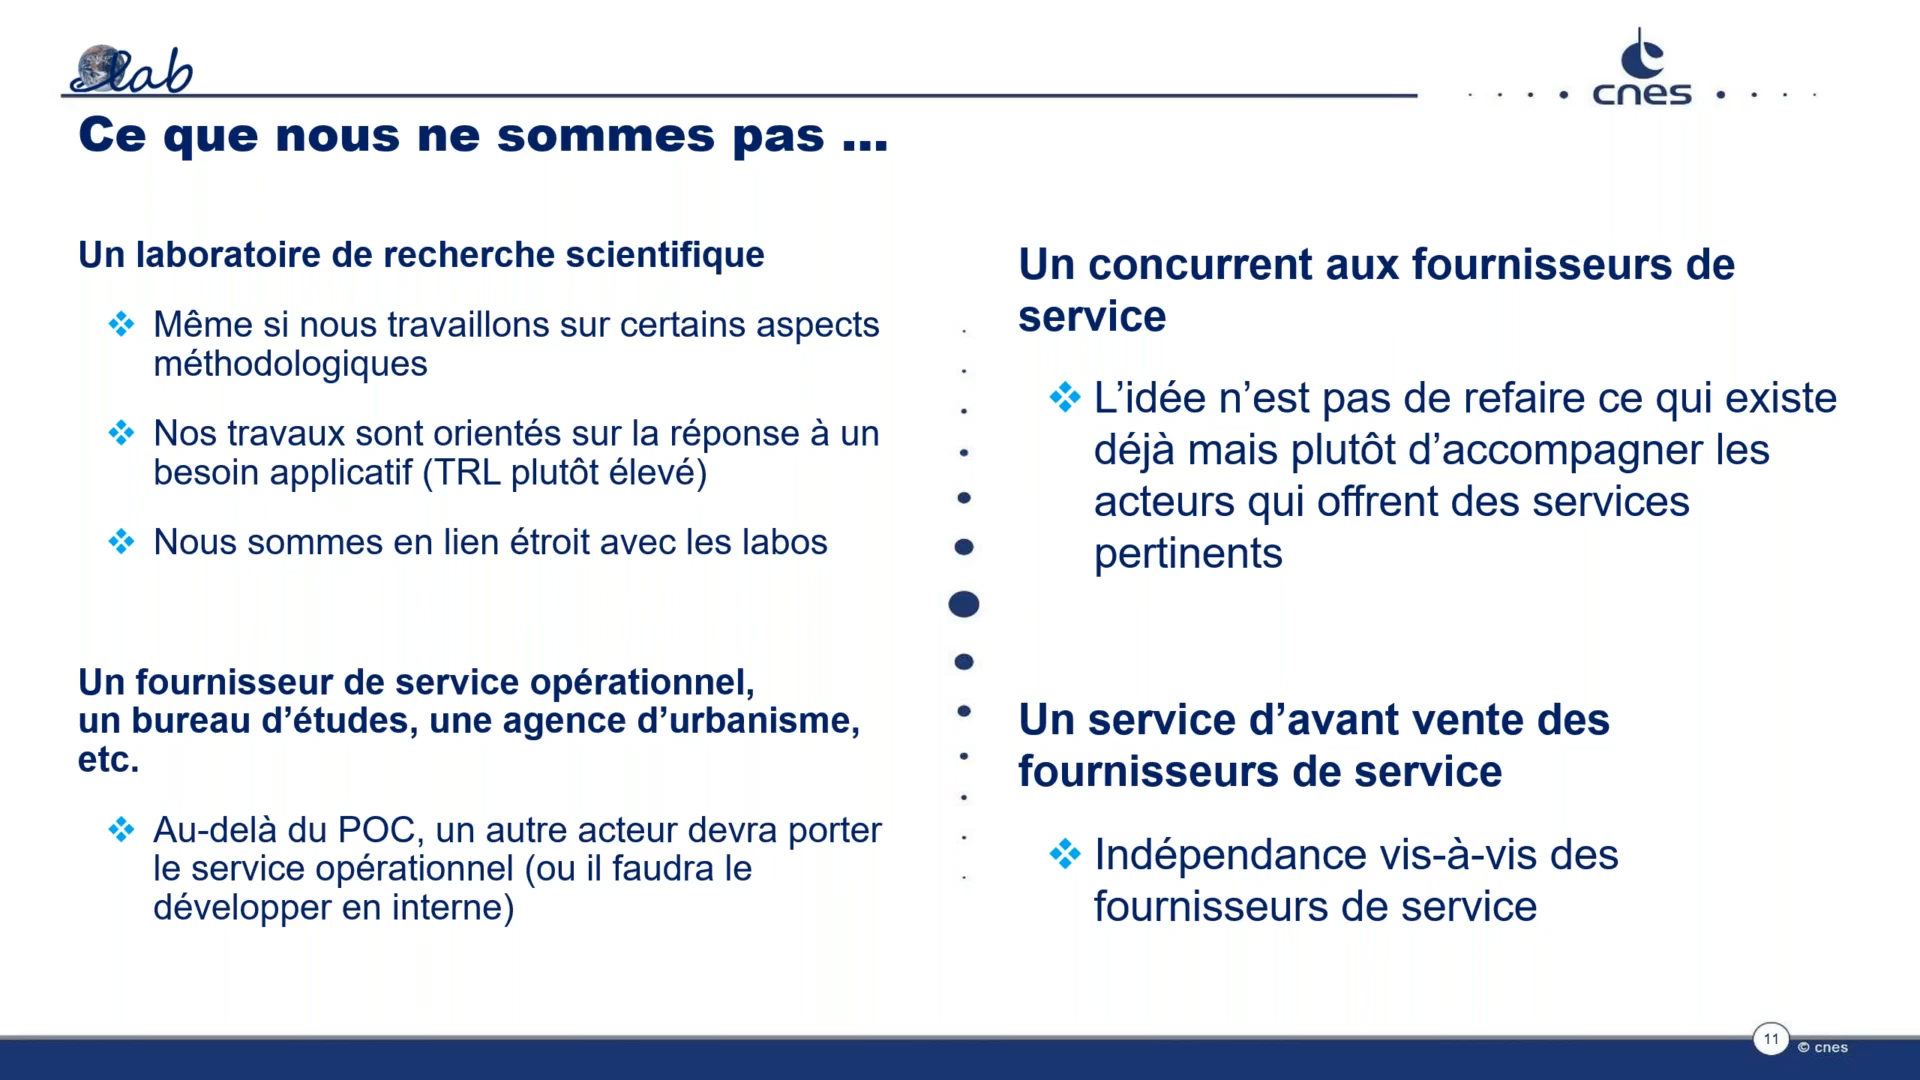 lab
cnes
Ce que nous ne sommes pas ...
Un laboratoire de recherche scientifique
Même si nous travaillons sur certains aspects
méthodologiques
Nos travaux sont orientés sur la réponse à un
besoin applicatif (TRL plutôt élevé)
Nous sommes en lien étroit avec les labos
Un fournisseur de service opérationnel,
un bureau d’études, une agence d’urbanisme,
etc.
Au-delà du POC, un autre acteur devra porter
le service opérationnel (ou il faudra le
développer en interne)
Un concurrent aux fournisseurs de
service
L’idée n’est pas de refaire ce qui existe
déjà mais plutôt d’accompagner les
acteurs qui offrent des services
pertinents
Un service d’avant vente des
fournisseurs de service
Indépendance vis-à-vis des
fournisseurs de service
11
© cnes